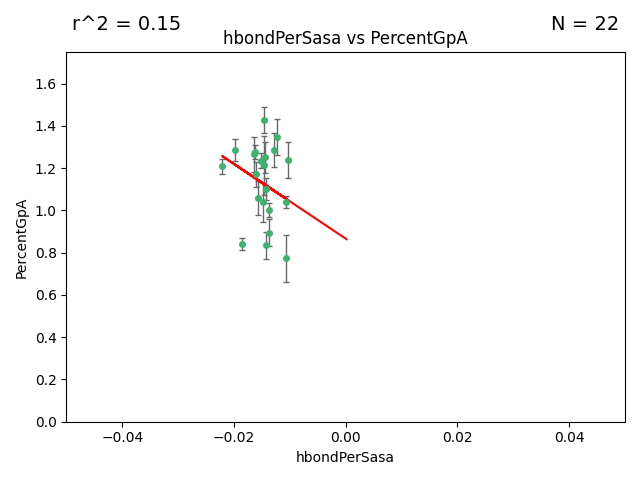 r^2 = 0.15
N = 22
hbondPerSasa vs PercentGpA
PercentGpA
1.6
1.4
1.2
1.0
0.8
0.6
0.4
0.2
0.0
−0.04
−0.02
0.00
0.02
0.04
hbondPerSasa